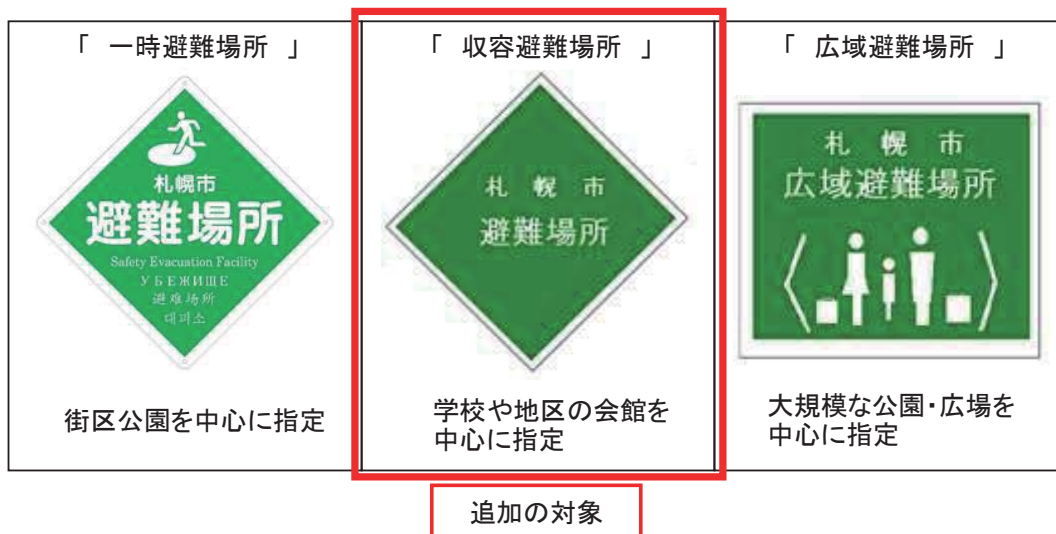 「 一時避難場所 」
札幌市
避難場所
Safety Evacuation Facility
УБЕЖИЩЕ
避难场所
대피소
街区公園を中心に指定
「 収容避難場所 」
札 幌 市
避難場所
学校や地区の会館を
中心に指定
「 広域避難場所 」
札 幌 市
広域避難場所
大規模な公園・広場を
中心に指定
追加の対象